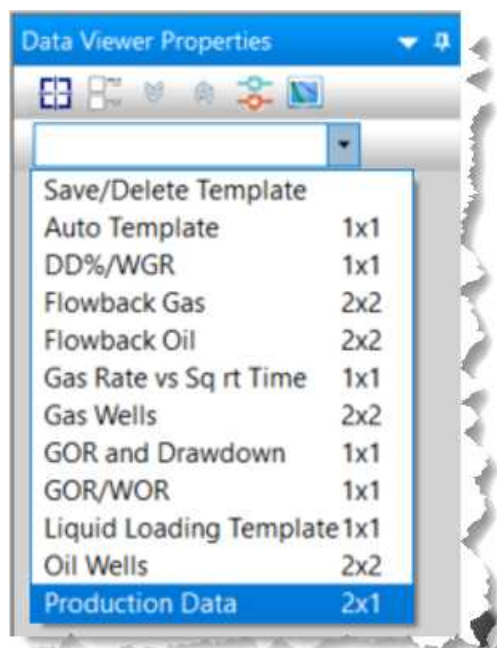 Data Viewer Properties
Save/Delete Template
Auto Template 1x1
DD%/WGR 1x1
Flowback Gas 2x2
Flowback Oil 2x2
Gas Rate vs Sq rt Time 1x1
Gas Wells 2x2
GOR and Drawdown 1x1
GOR/WOR 1x1
Liquid Loading Template 1x1
Oil Wells 2x2
Production Data 2x1